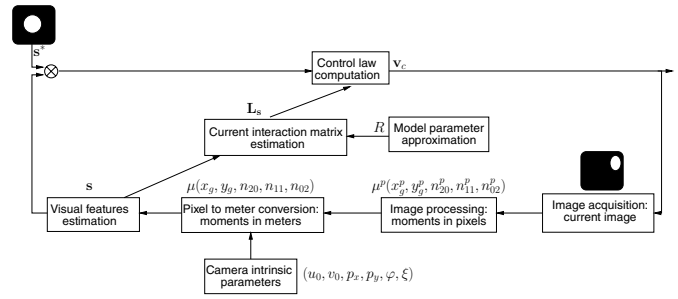 s*
Control law
computation
v_c
L_s
Current interaction matrix
estimation
R
Model parameter
approximation
s
μ(x_g, y_g, n_20, n_11, n_02)
μ^p(x_g^p, y_g^p, n_20^p, n_11^p, n_02^p)
Visual features
estimation
Pixel to meter conversion:
moments in meters
Image processing:
moments in pixels
Image acquisition:
current image
Camera intrinsic
parameters
(u_0, v_0, p_x, p_y, φ, ξ)